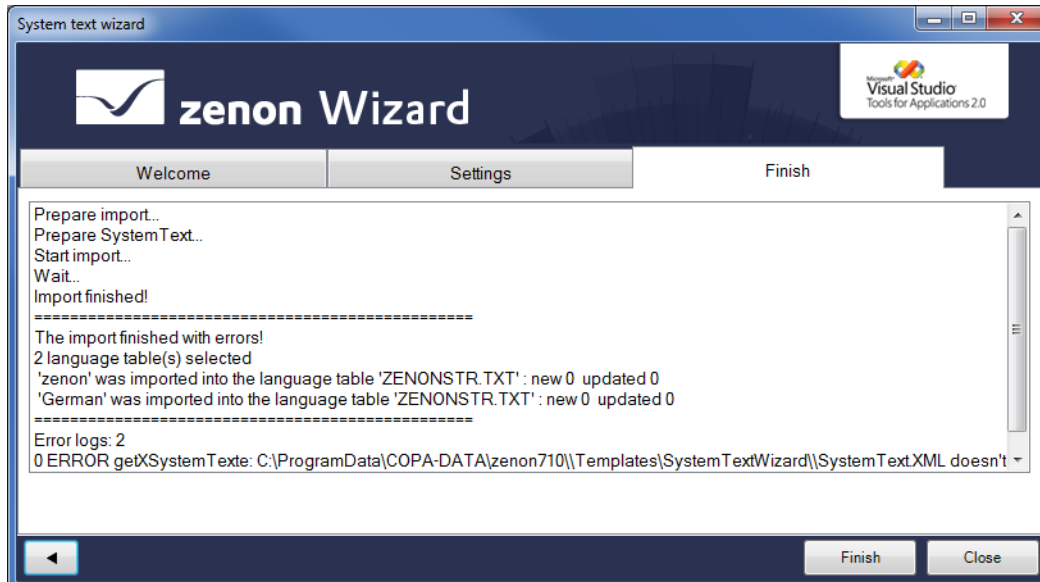 System text wizard
zenon Wizard
Microsoft®
Visual Studio®
Tools for Applications 2.0
Welcome
Settings
Finish
Prepare import...
Prepare SystemText...
Start import...
Wait...
Import finished!
=================================================
The import finished with errors!
2 language table(s) selected
'zenon' was imported into the language table 'ZENONSTR.TXT' : new 0 updated 0
'German' was imported into the language table 'ZENONSTR.TXT' : new 0 updated 0
=================================================
Error logs: 2
0 ERROR getXSystemTexte: C:\ProgramData\COPA-DATA\zenon710\\Templates\SystemTextWizard\\SystemText.XML doesn't
Finish
Close